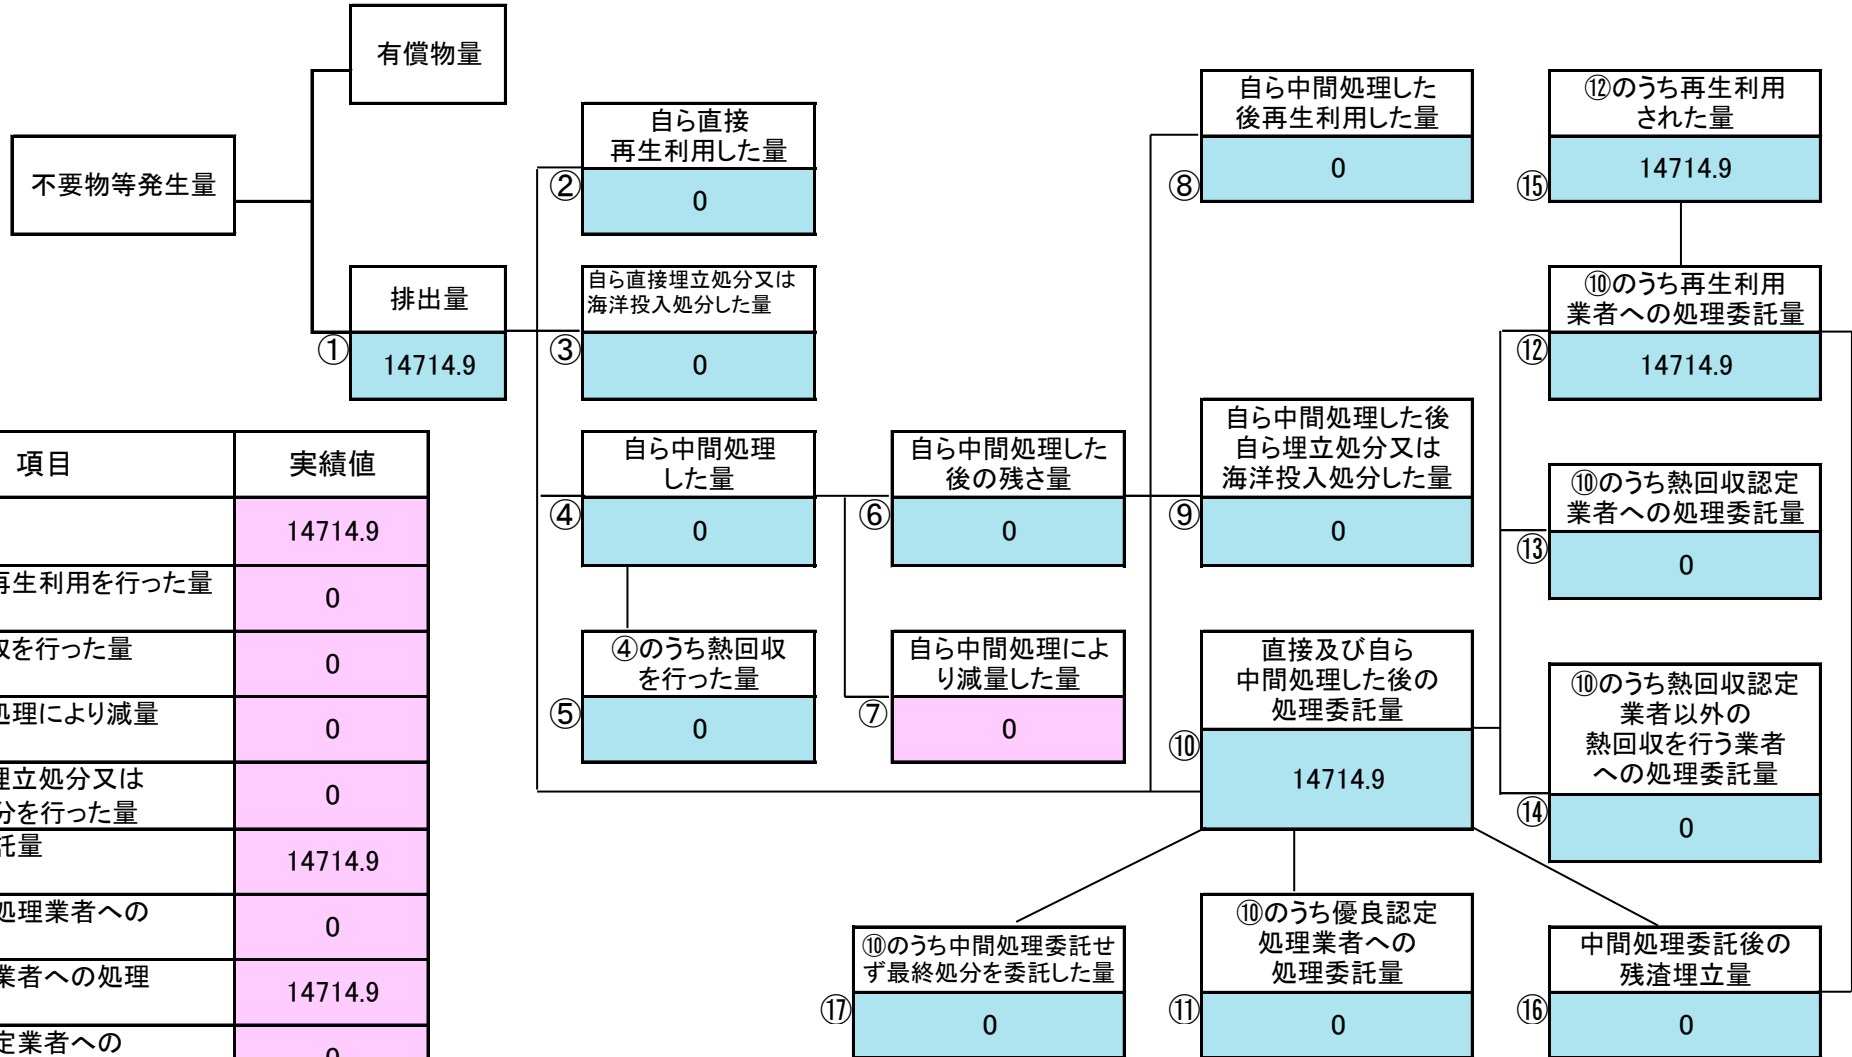 有償物量
不要物等発生量
排出量
①
14714.9
自ら直接
再生利用した量
②
0
自ら直接埋立処分又は
海洋投入処分した量
③
0
自ら中間処理
した量
④
0
④のうち熱回収
を行った量
⑤
0
自ら中間処理した
後の残さ量
⑥
0
自ら中間処理によ
り減量した量
⑦
0
自ら中間処理した
後再生利用した量
⑧
0
自ら中間処理した後
自ら埋立処分又は
海洋投入処分した量
⑨
0
直接及び自ら
中間処理した後の
処理委託量
⑩
14714.9
⑫のうち再生利用
された量
⑮
14714.9
⑩のうち再生利用
業者への処理委託量
⑫
14714.9
⑩のうち熱回収認定
業者への処理委託量
⑬
0
⑩のうち熱回収認定
業者以外の
熱回収を行う業者
への処理委託量
⑭
0
⑩のうち中間処理委託せ
ず最終処分を委託した量
⑰
0
⑩のうち優良認定
処理業者への
処理委託量
⑪
0
中間処理委託後の
残渣埋立量
⑯
0
項目 実績値
14714.9
再生利用を行った量 0
収を行った量 0
処理により減量 0
埋立処分又は
分を行った量 0
託量 14714.9
処理業者への 0
業者への処理 14714.9
定業者への 0